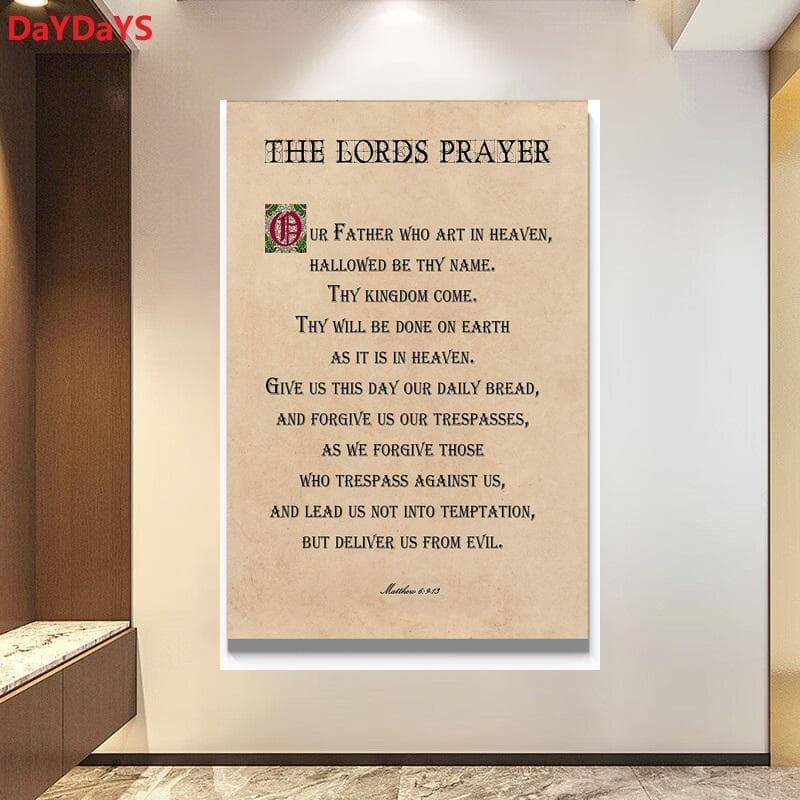 DaYDaYS
THE LORDS PRAYER
OUR FATHER WHO ART IN HEAVEN,
HALLOWED BE THY NAME.
THY KINGDOM COME.
THY WILL BE DONE ON EARTH
AS IT IS IN HEAVEN.
GIVE US THIS DAY OUR DAILY BREAD,
AND FORGIVE US OUR TRESPASSES,
AS WE FORGIVE THOSE
WHO TRESPASS AGAINST US,
AND LEAD US NOT INTO TEMPTATION,
BUT DELIVER US FROM EVIL.
Matthew 6:9-13